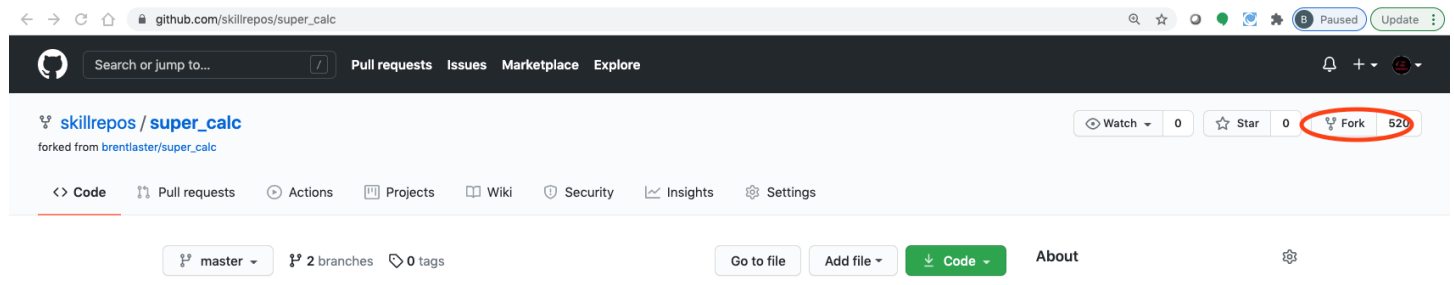 github.com/skillrepos/super_calc B Paused Update
Search or jump to... / Pull requests Issues Marketplace Explore
skillrepos / super_calc Watch 0 Star 0 Fork 520
forked from brentlaster/super_calc
<> Code Pull requests Actions Projects Wiki Security Insights Settings
master 2 branches 0 tags Go to file Add file Code About